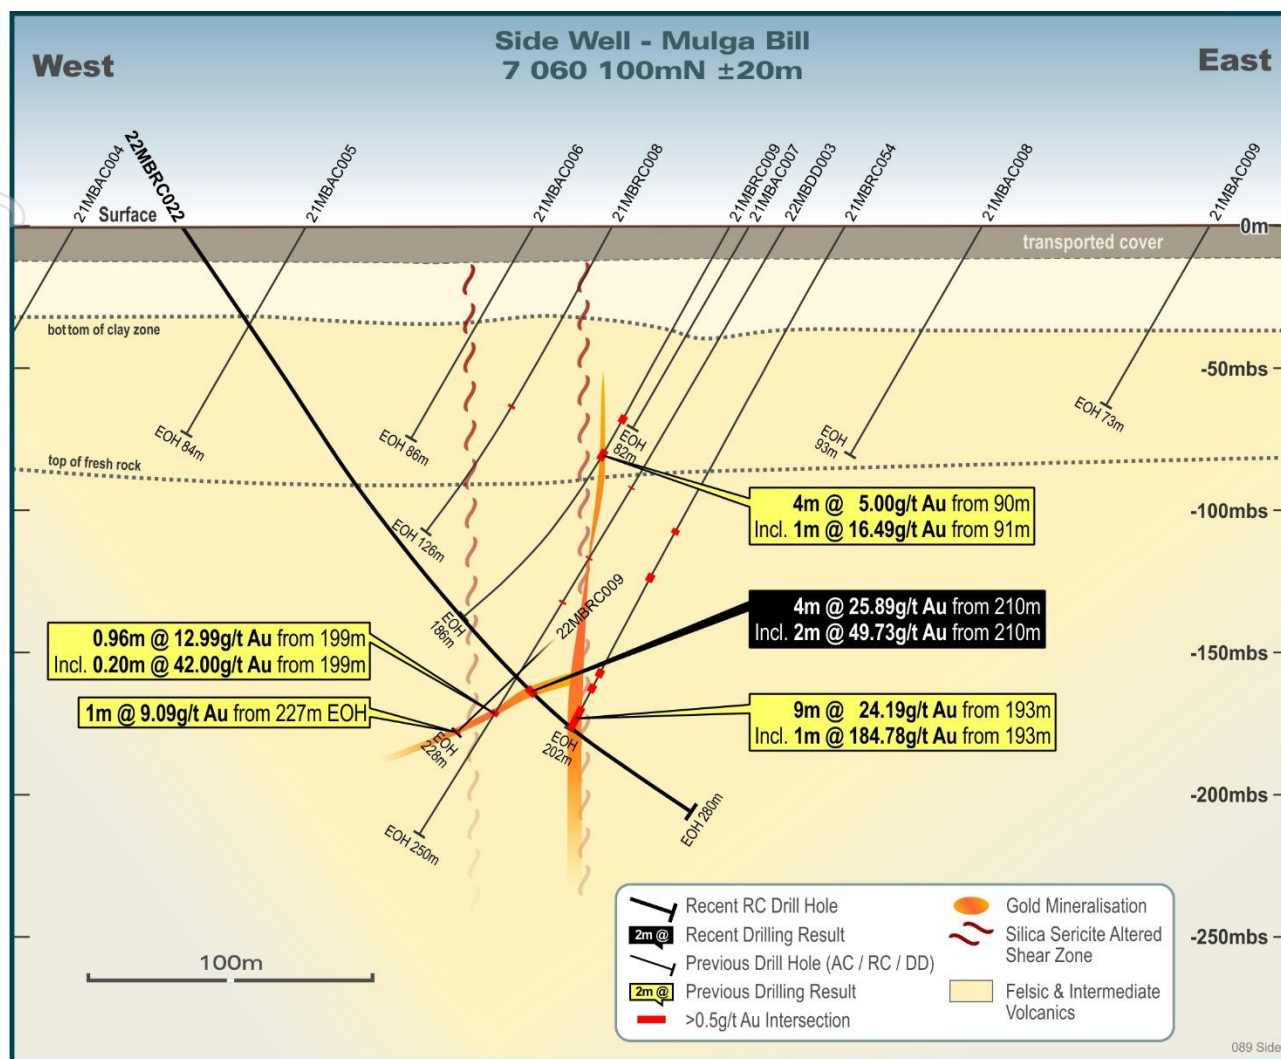 Side Well - Mulga Bill
7 060 100mN ±20m
West
East
21MBAC004
22MBRC022
21MBAC005
21MBAC006
21MBRC008
21MBRC009
21MBAC007
22MBDD003
21MBRC054
21MBAC008
21MBAC009
Surface
0m
transported cover
bottom of clay zone
-50mbs
EOH 84m
EOH 86m
EOH
82m
EOH
93m
EOH 73m
top of fresh rock
4m @ 5.00g/t Au from 90m
Incl. 1m @ 16.49g/t Au from 91m
-100mbs
EOH 126m
22MBRC009
EOH
186m
4m @ 25.89g/t Au from 210m
Incl. 2m @ 49.73g/t Au from 210m
0.96m @ 12.99g/t Au from 199m
Incl. 0.20m @ 42.00g/t Au from 199m
-150mbs
1m @ 9.09g/t Au from 227m EOH
9m @ 24.19g/t Au from 193m
Incl. 1m @ 184.78g/t Au from 193m
EOH
228m
EOH
202m
-200mbs
EOH 280m
EOH 250m
Recent RC Drill Hole
2m @
Recent Drilling Result
Previous Drill Hole (AC / RC / DD)
2m @
Previous Drilling Result
>0.5g/t Au Intersection
Gold Mineralisation
Silica Sericite Altered
Shear Zone
Felsic & Intermediate
Volcanics
-250mbs
100m
089 Side